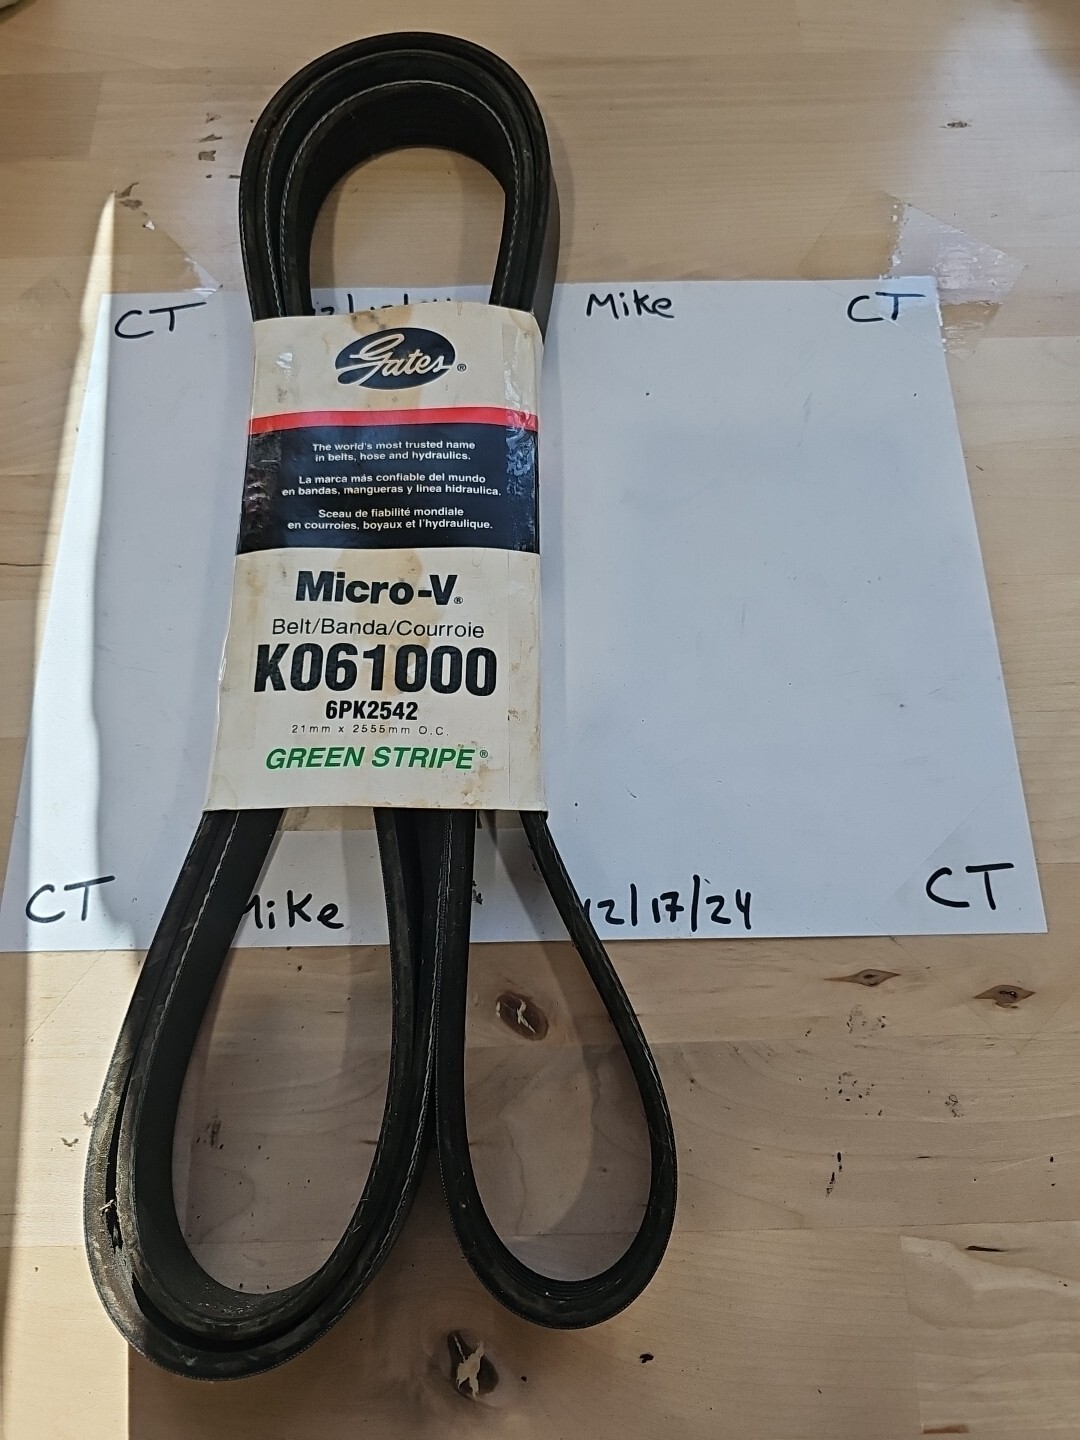 CT
Mike
CT
Gates®
The world's most trusted name
in belts, hose and hydraulics.
La marca más confiable del mundo
en bandas, mangueras y linea hidraulica.
Sceau de fiabilité mondiale
en courroies, boyaux et l'hydraulique.
Micro-V®
Belt/Banda/Courroie
K061000
6PK2542
21mm x 2555mm O.C.
GREEN STRIPE®
CT
Mike
12/17/24
CT